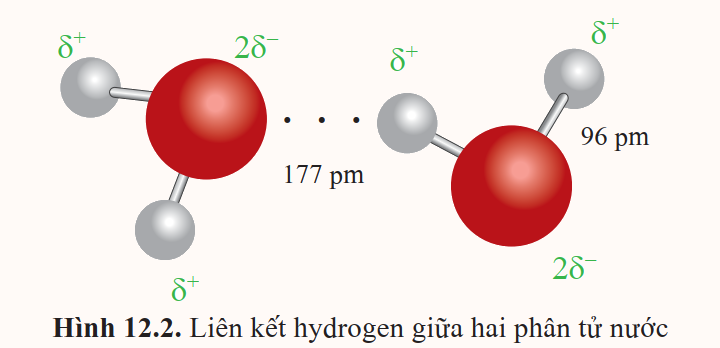 δ⁺
2δ⁻
δ⁺
δ⁺
177 pm
96 pm
δ⁺
2δ⁻
Hình 12.2. Liên kết hydrogen giữa hai phân tử nước